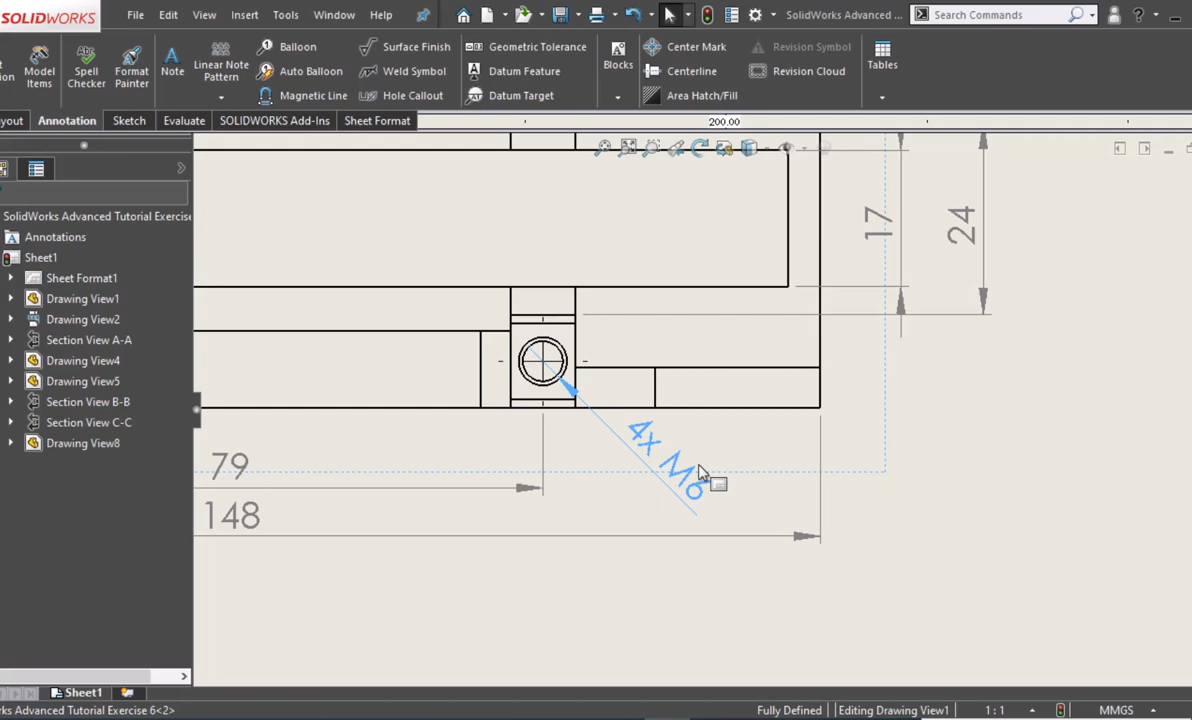 SOLIDWORKS
File
Edit
View
Insert
Tools
Window
Help
SolidWorks Advanced ...
Search Commands
?
Model
Items
Spell
Checker
Format
Painter
Note
Linear Note
Pattern
Balloon
Auto Balloon
Magnetic Line
Surface Finish
Weld Symbol
Hole Callout
Geometric Tolerance
Datum Feature
Datum Target
Blocks
Center Mark
Centerline
Area Hatch/Fill
Revision Symbol
Revision Cloud
Tables
ayout
Annotation
Sketch
Evaluate
SOLIDWORKS Add-Ins
Sheet Format
200,00
SolidWorks Advanced Tutorial Exercise
Annotations
Sheet1
Sheet Format1
Drawing View1
Drawing View2
Section View A-A
Drawing View4
Drawing View5
Section View B-B
Section View C-C
Drawing View8
17
24
4x M6
79
148
Sheet1
rks Advanced Tutorial Exercise 6<2>
Fully Defined
Editing Drawing View1
1 : 1
MMGS